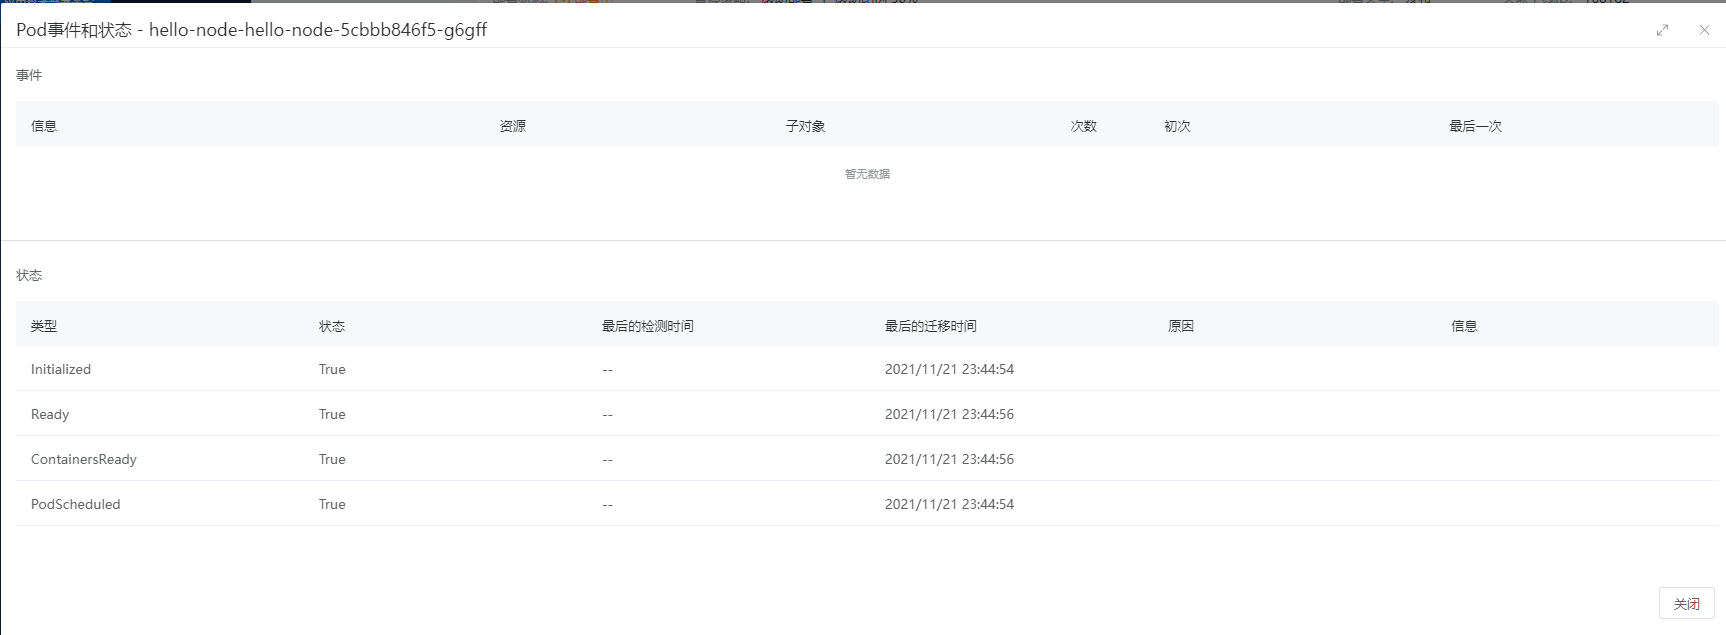 Pod事件和状态 - hello-node-hello-node-5cbbb846f5-g6gff
事件
信息 资源 子对象 次数 初次 最后一次
暂无数据
状态
类型 状态 最后的检测时间 最后的迁移时间 原因 信息
Initialized True -- 2021/11/21 23:44:54
Ready True -- 2021/11/21 23:44:56
ContainersReady True -- 2021/11/21 23:44:56
PodScheduled True -- 2021/11/21 23:44:54
关闭